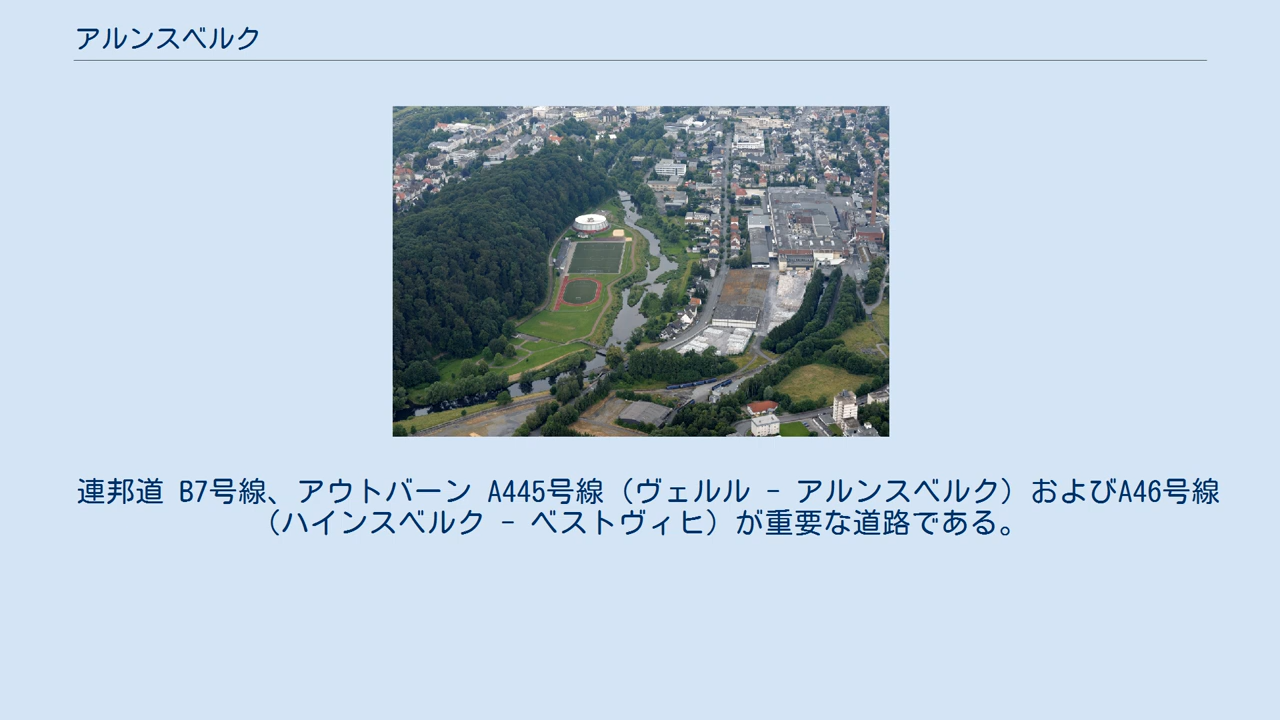 アルンスベルク
連邦道 B7号線、アウトバーン A445号線（ヴェルル - アルンスベルク）およびA46号線
（ハインスベルク - ベストヴィヒ）が重要な道路である。